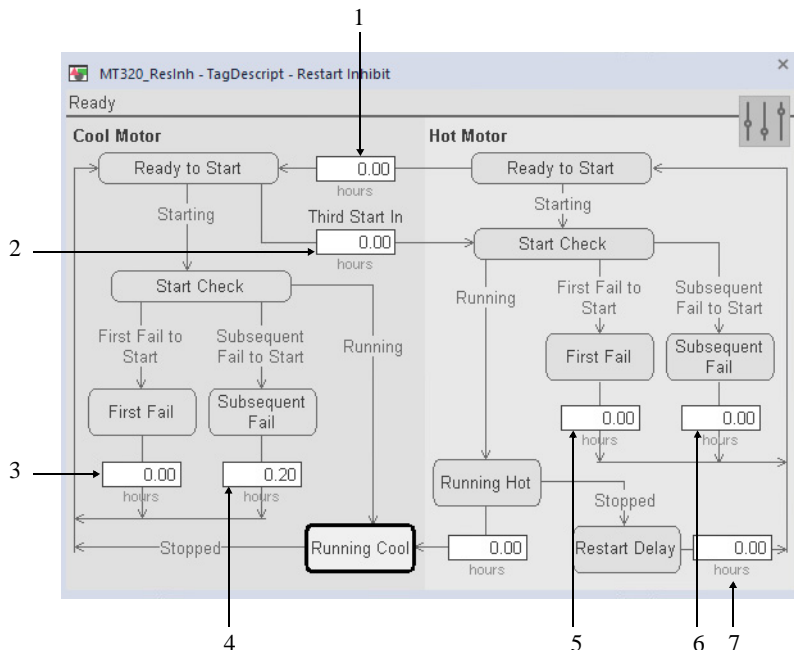 1
MT320_ResInh - TagDescript - Restart Inhibit
×
Ready
Cool Motor
Hot Motor
Ready to Start
0.00
hours
Ready to Start
Starting
Third Start In
Starting
2
0.00
hours
Start Check
Start Check
First Fail to
Start
Subsequent
Fail to Start
Running
Running
First Fail to
Start
Subsequent
Fail to Start
First Fail
Subsequent
Fail
First Fail
Subsequent
Fail
3
0.00
hours
0.20
hours
0.00
hours
0.00
hours
Running Hot
Stopped
Stopped
Running Cool
0.00
hours
Restart Delay
0.00
hours
4
5
6
7